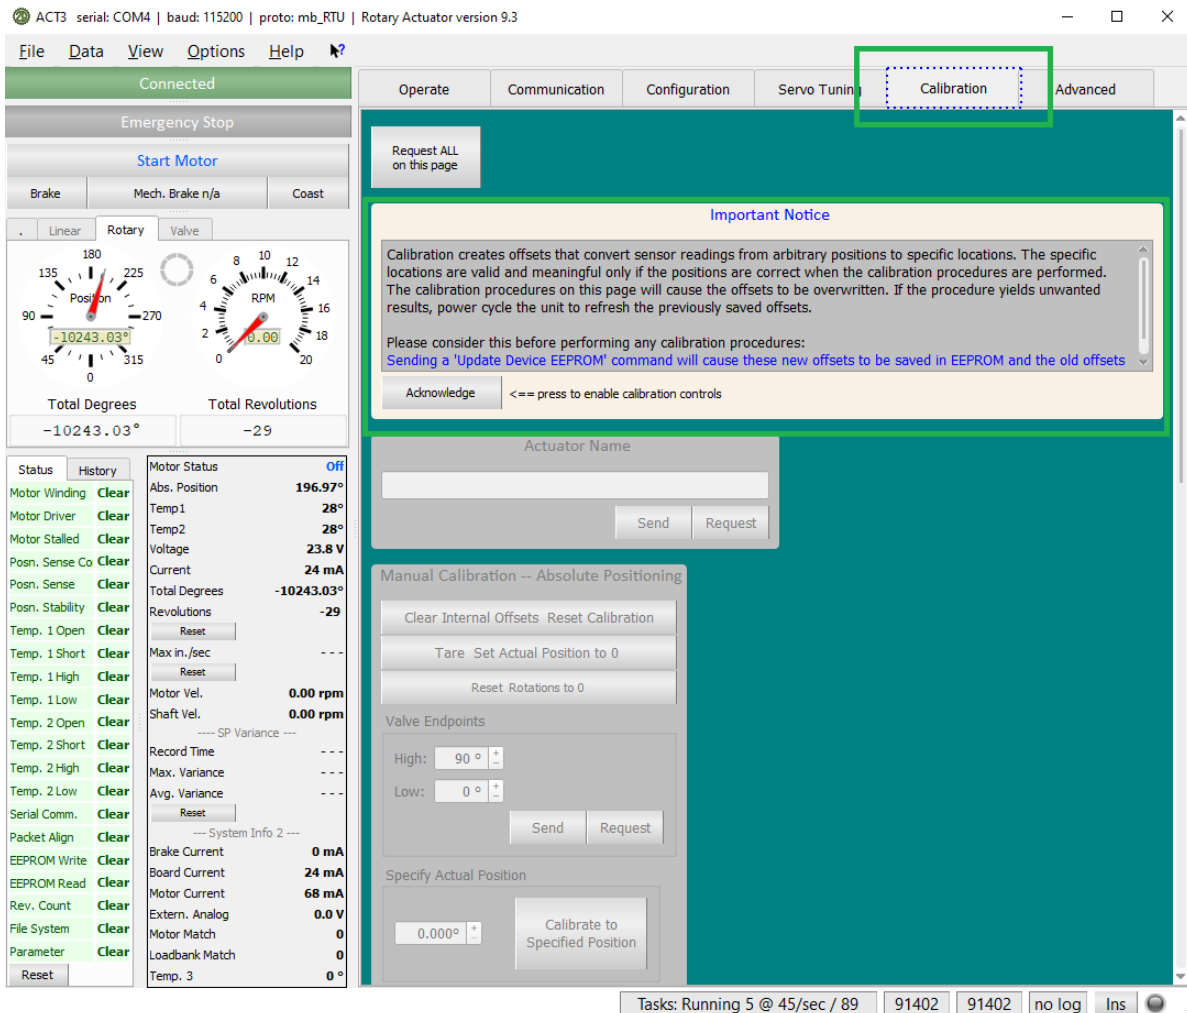 ACT3 serial: COM4 | baud: 115200 | proto: mb_RTU | Rotary Actuator version 9.3
File Data View Options Help
Connected
Emergency Stop
Start Motor
Brake Mech. Brake n/a Coast
. Linear Rotary Valve
180
135 225
Position
90 270
-10243.03°
45 315
0
8 10 12
6 14
4 RPM 16
2 0.00 18
0 20
Total Degrees Total Revolutions
-10243.03° -29
Status History
Motor Winding Clear
Motor Driver Clear
Motor Stalled Clear
Posn. Sense Co Clear
Posn. Sense Clear
Posn. Stability Clear
Temp. 1 Open Clear
Temp. 1 Short Clear
Temp. 1 High Clear
Temp. 1 Low Clear
Temp. 2 Open Clear
Temp. 2 Short Clear
Temp. 2 High Clear
Temp. 2 Low Clear
Serial Comm. Clear
Packet Align Clear
EEPROM Write Clear
EEPROM Read Clear
Rev. Count Clear
File System Clear
Parameter Clear
Reset
Motor Status Off
Abs. Position 196.97°
Temp1 28°
Temp2 28°
Voltage 23.8 V
Current 24 mA
Total Degrees -10243.03°
Revolutions -29
Reset
Max in./sec - - -
Reset
Motor Vel. 0.00 rpm
Shaft Vel. 0.00 rpm
---- SP Variance ---
Record Time - - -
Max. Variance - - -
Avg. Variance - - -
Reset
--- System Info 2 ---
Brake Current 0 mA
Board Current 24 mA
Motor Current 68 mA
Extern. Analog 0.0 V
Motor Match 0
Loadbank Match 0
Temp. 3 0 °
Operate Communication Configuration Servo Tuning Calibration Advanced
Request ALL
on this page
Important Notice
Calibration creates offsets that convert sensor readings from arbitrary positions to specific locations. The specific
locations are valid and meaningful only if the positions are correct when the calibration procedures are performed.
The calibration procedures on this page will cause the offsets to be overwritten. If the procedure yields unwanted
results, power cycle the unit to refresh the previously saved offsets.
Please consider this before performing any calibration procedures:
Sending a 'Update Device EEPROM' command will cause these new offsets to be saved in EEPROM and the old offsets
Acknowledge <== press to enable calibration controls
Actuator Name
Send Request
Manual Calibration -- Absolute Positioning
Clear Internal Offsets Reset Calibration
Tare Set Actual Position to 0
Reset Rotations to 0
Valve Endpoints
High: 90 °
Low: 0 °
Send Request
Specify Actual Position
0.000° Calibrate to
Specified Position
Tasks: Running 5 @ 45/sec / 89 91402 91402 no log Ins